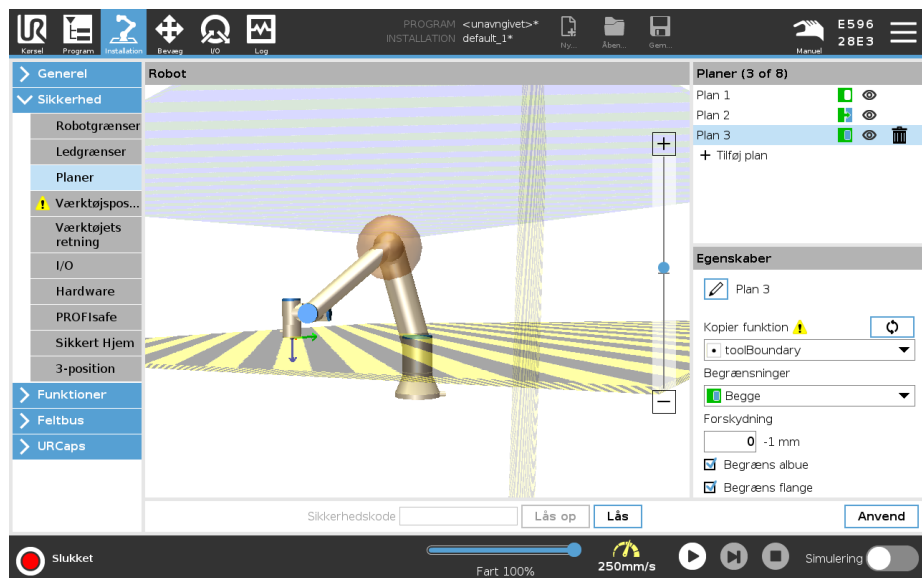 PROGRAM <unavngivet>*
INSTALLATION default_1*
Kørsel
Program
Installation
Bevæg
I/O
Log
Ny...
Åben...
Gem...
Manuel
E596
28E3
Generel
Sikkerhed
Robotgrænser
Ledgrænser
Planer
Værktøjspos...
Værktøjets
retning
I/O
Hardware
PROFIsafe
Sikkert Hjem
3-position
Funktioner
Feltbus
URCaps
Robot
Planer (3 of 8)
Plan 1
Plan 2
Plan 3
+ Tilføj plan
Egenskaber
Plan 3
Kopier funktion
toolBoundary
Begrænsninger
Begge
Forskydning
0 -1 mm
Begræns albue
Begræns flange
Sikkerhedskode
Lås op
Lås
Anvend
Slukket
Fart 100%
250mm/s
Simulering